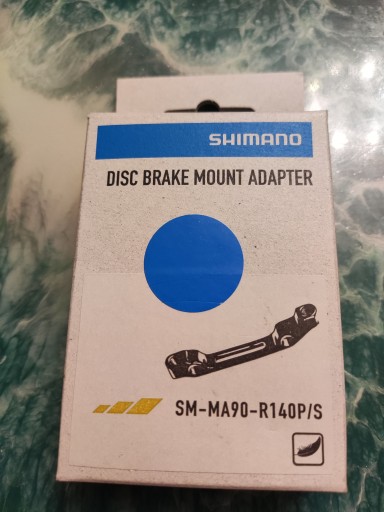 SHIMANO
DISC BRAKE MOUNT ADAPTER
SM-MA90-R140P/S